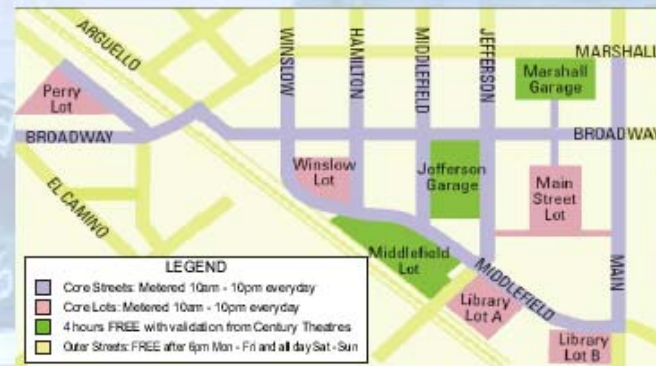 ARGUELLO
WINSLOW
HAMILTON
MIDDLEFIELD
JEFFERSON
MARSHALL
Marshall
Garage
Perry
Lot
BROADWAY
BROADWAY
Winslow
Lot
Jefferson
Garage
Main
Street
Lot
EL CAMINO
Middlefield
Lot
MIDDLEFIELD
MAIN
Library
Lot A
Library
Lot B
LEGEND
Core Streets: Metered 10am - 10pm everyday
Core Lots: Metered 10am - 10pm everyday
4 hours FREE with validation from Century Theatres
Outer Streets: FREE after 6pm Mon - Fri and all day Sat - Sun